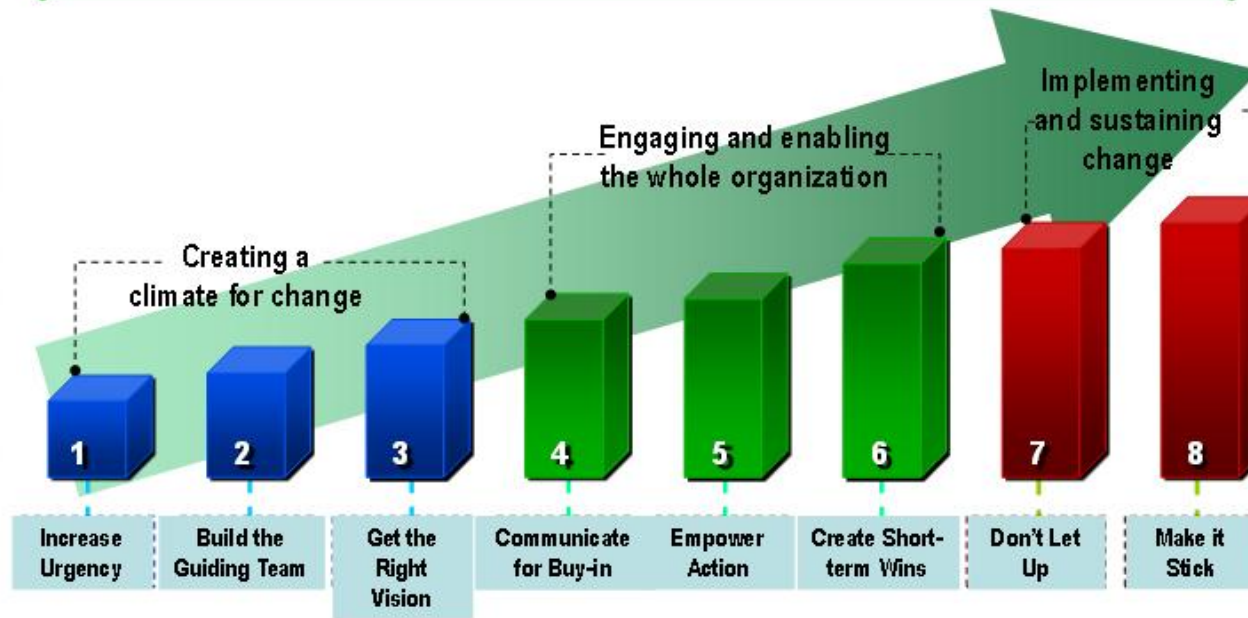 Implementing
and sustaining
change
Engaging and enabling
the whole organization
Creating a
climate for change
1
2
3
4
5
6
7
8
Increase
Urgency
Build the
Guiding Team
Get the
Right
Vision
Communicate
for Buy-in
Empower
Action
Create Short-
term Wins
Don't Let
Up
Make it
Stick